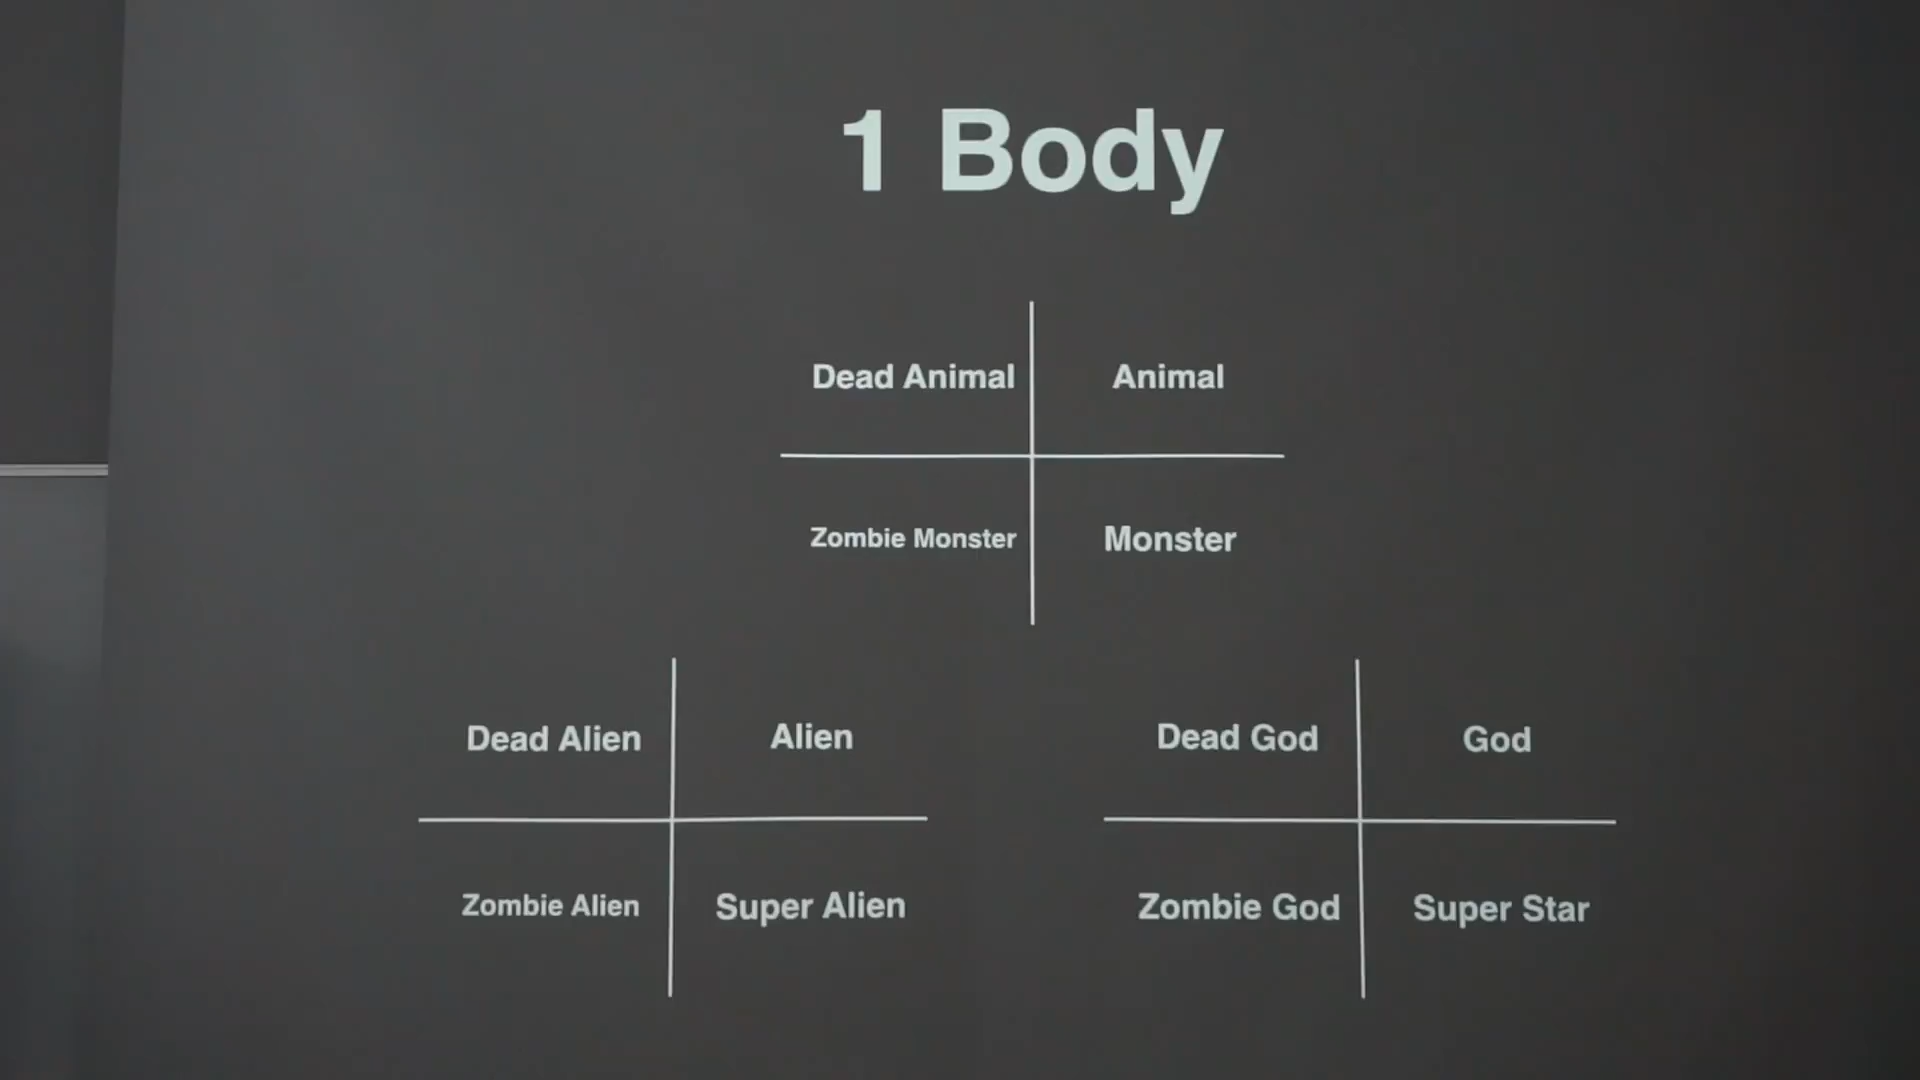 1 Body
Dead Animal
Animal
Zombie Monster
Monster
Dead Alien
Alien
Zombie Alien
Super Alien
Dead God
God
Zombie God
Super Star